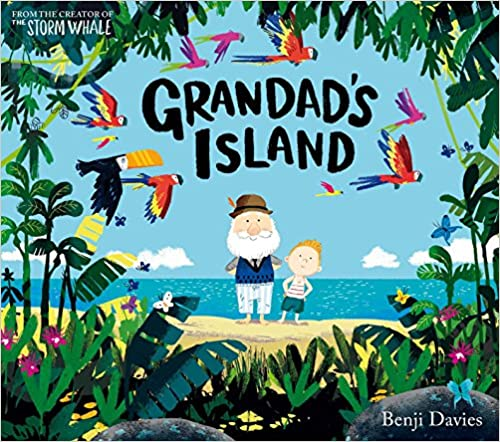 FROM THE CREATOR OF
THE STORM WHALE
GRANDAD'S
ISLAND
Benji Davies